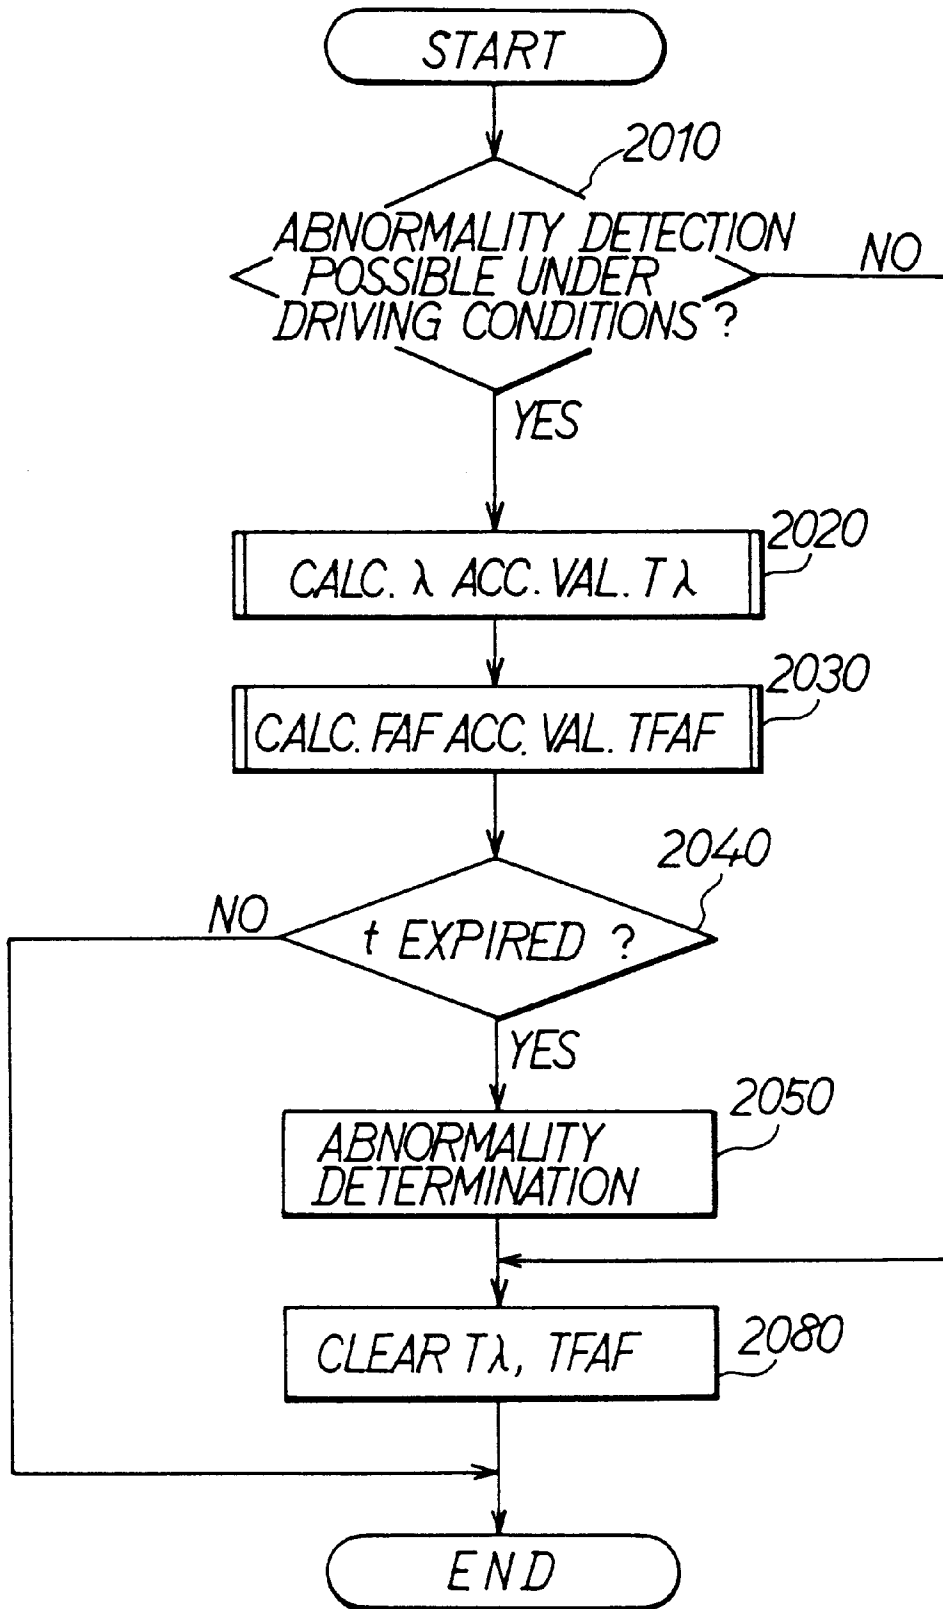 START
2010
ABNORMALITY DETECTION
POSSIBLE UNDER
DRIVING CONDITIONS ?
NO
YES
2020
CALC. λ ACC. VAL. Tλ
2030
CALC. FAF ACC. VAL. TFAF
2040
NO
t EXPIRED ?
YES
2050
ABNORMALITY
DETERMINATION
2080
CLEAR Tλ, TFAF
END